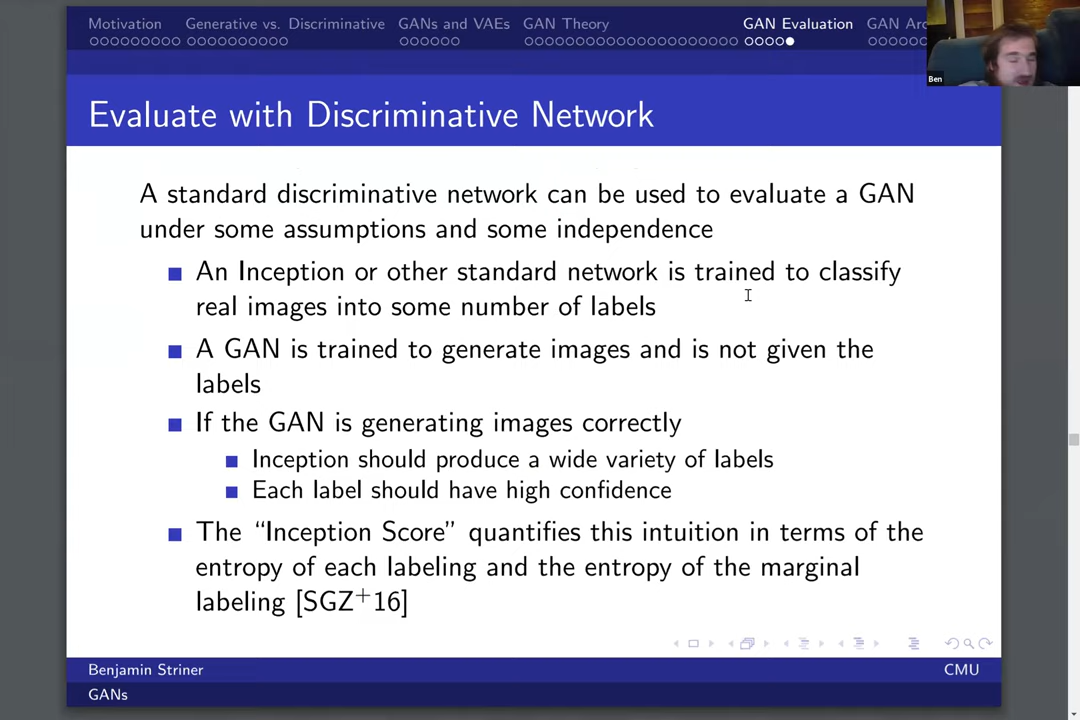 Motivation Generative vs. Discriminative GANs and VAEs GAN Theory GAN Evaluation GAN
Ben
Evaluate with Discriminative Network
A standard discriminative network can be used to evaluate a GAN
under some assumptions and some independence
An Inception or other standard network is trained to classify
real images into some number of labels
A GAN is trained to generate images and is not given the
labels
If the GAN is generating images correctly
Inception should produce a wide variety of labels
Each label should have high confidence
The “Inception Score” quantifies this intuition in terms of the
entropy of each labeling and the entropy of the marginal
labeling [SGZ+16]
Benjamin Striner CMU
GANs